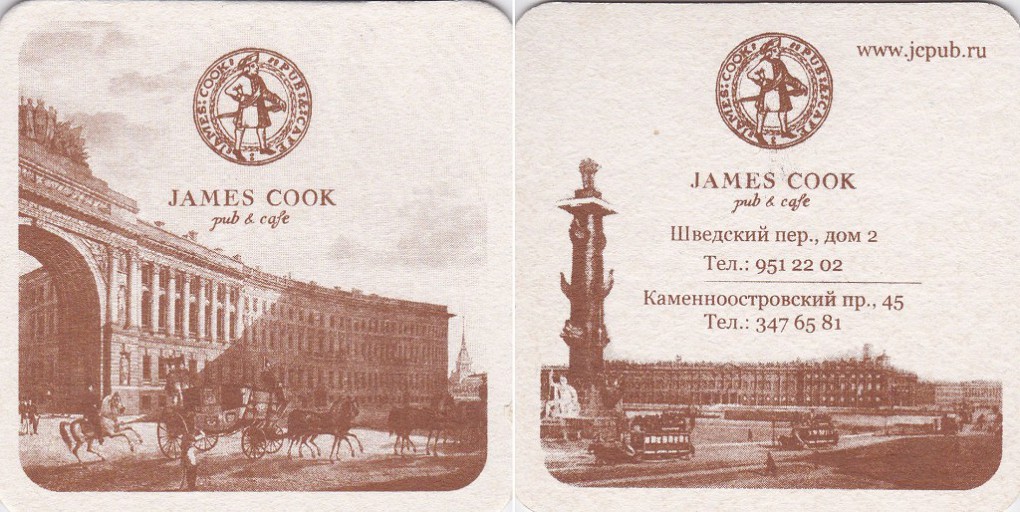 JAMES COOK PUB & CAFE
JAMES COOK
pub & cafe
www.jcpub.ru
JAMES COOK PUB & CAFE
JAMES COOK
pub & cafe
Шведский пер., дом 2
Тел.: 951 22 02
Каменноостровский пр., 45
Тел.: 347 65 81